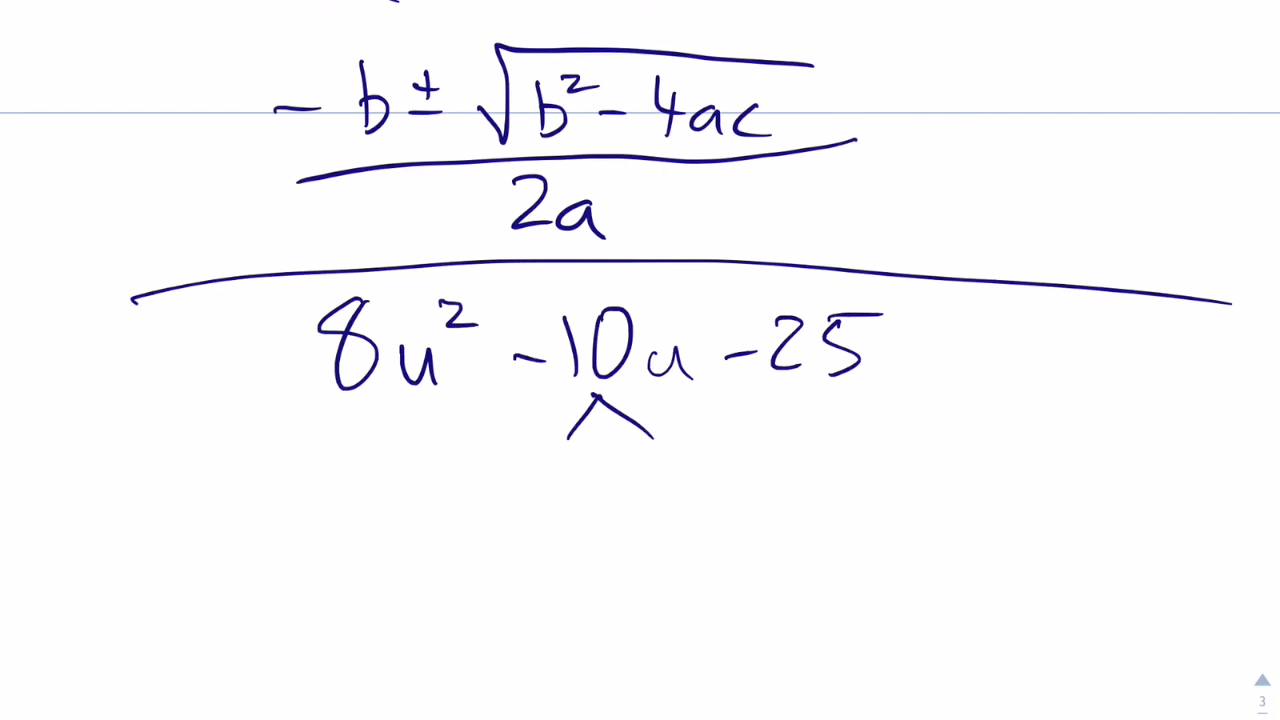 - b ± √(b² - 4ac)
2a
8u² - 10u - 25
3